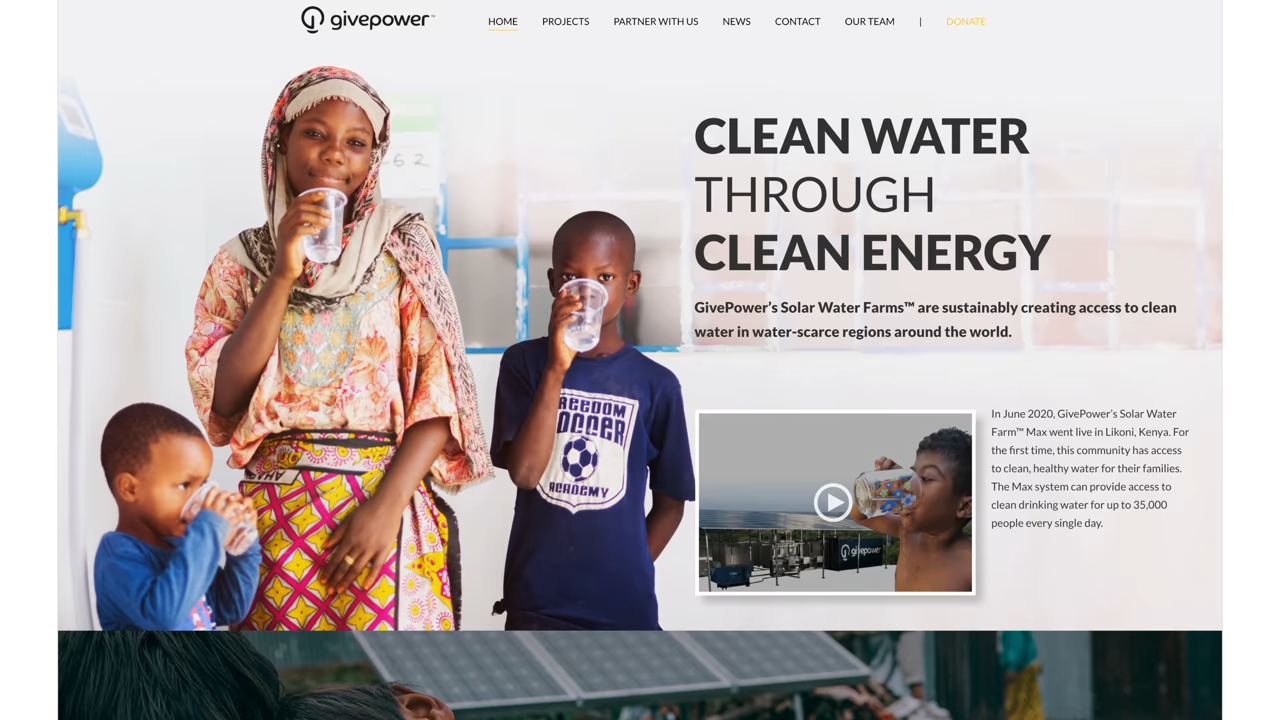 givepower™
HOME
PROJECTS
PARTNER WITH US
NEWS
CONTACT
OUR TEAM
|
DONATE
62
CLEAN WATER
THROUGH
CLEAN ENERGY
GivePower’s Solar Water Farms™ are sustainably creating access to clean
water in water-scarce regions around the world.
FREEDOM
SOCCER
ACADEMY
givepower
In June 2020, GivePower’s Solar Water
Farm™ Max went live in Likoni, Kenya. For
the first time, this community has access
to clean, healthy water for their families.
The Max system can provide access to
clean drinking water for up to 35,000
people every single day.